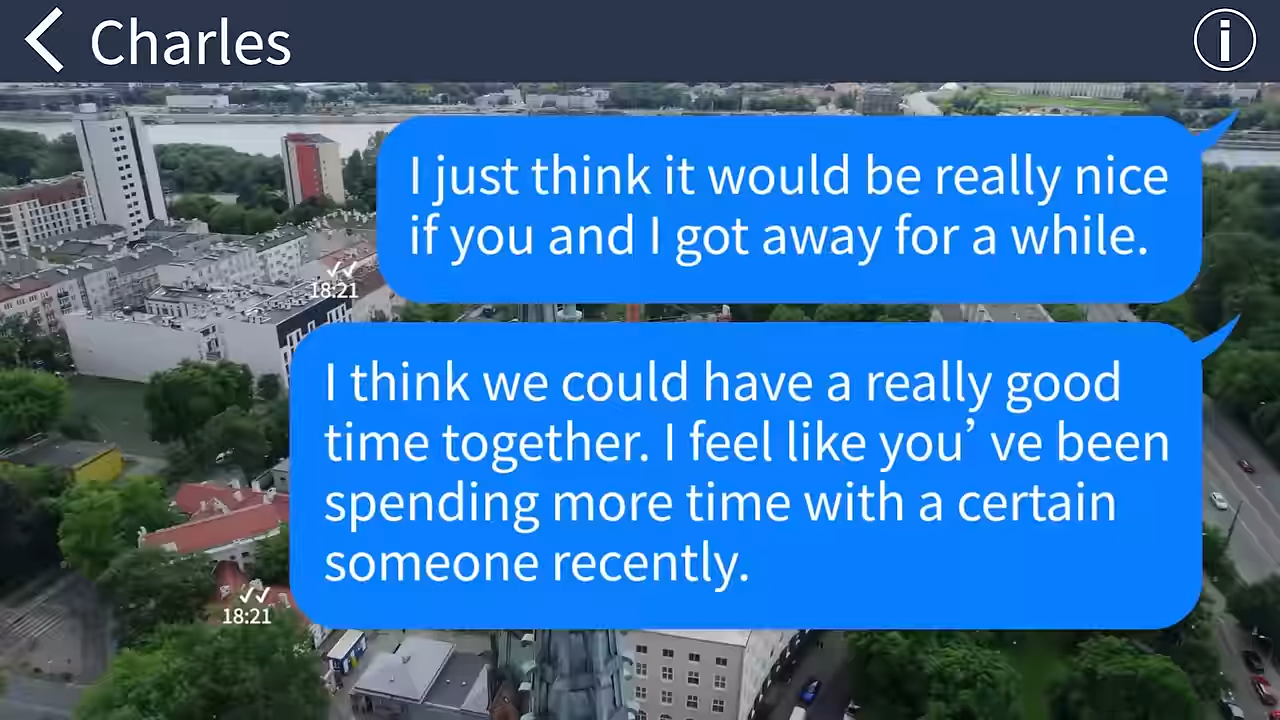 Charles
I just think it would be really nice
if you and I got away for a while.
18:21
I think we could have a really good
time together. I feel like you’ ve been
spending more time with a certain
someone recently.
18:21